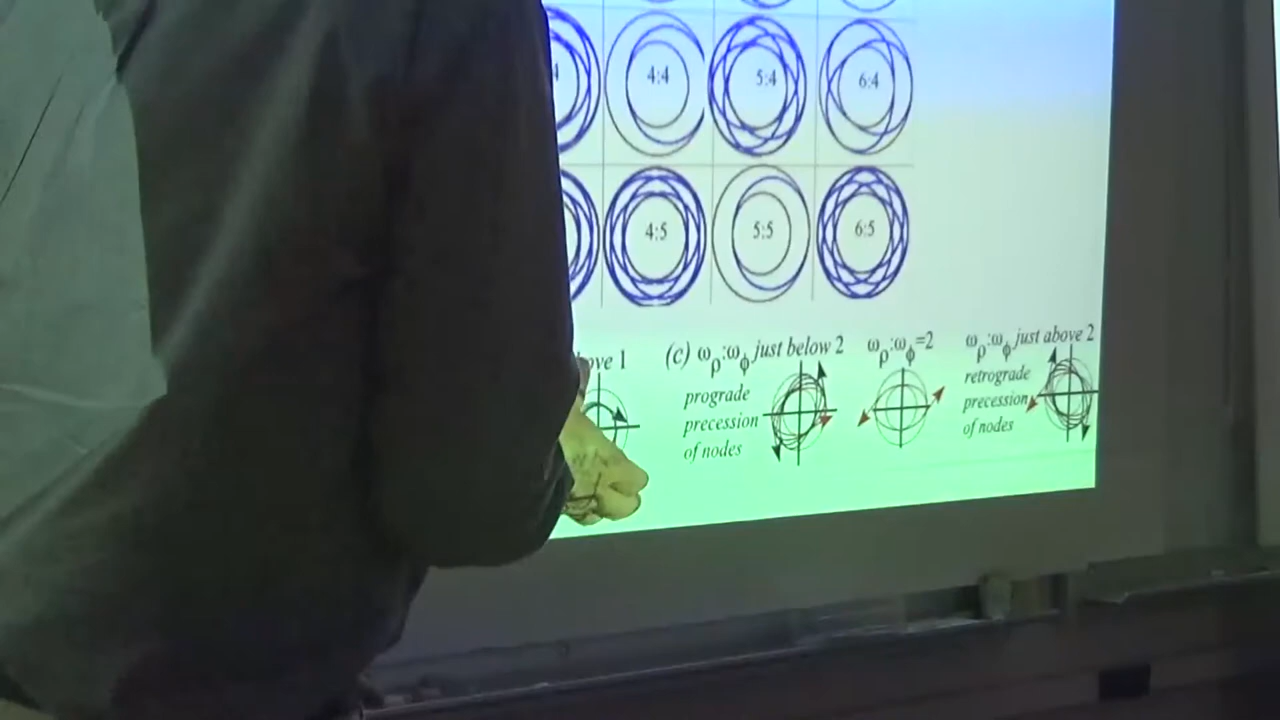 4 4:4 5:4 6:4
4:5 5:5 6:5
ove 1 (c) ωρ:ωϕ just below 2 ωρ:ωϕ=2 ωρ:ωϕ just above 2
prograde
precession
of nodes
retrograde
precession
of nodes